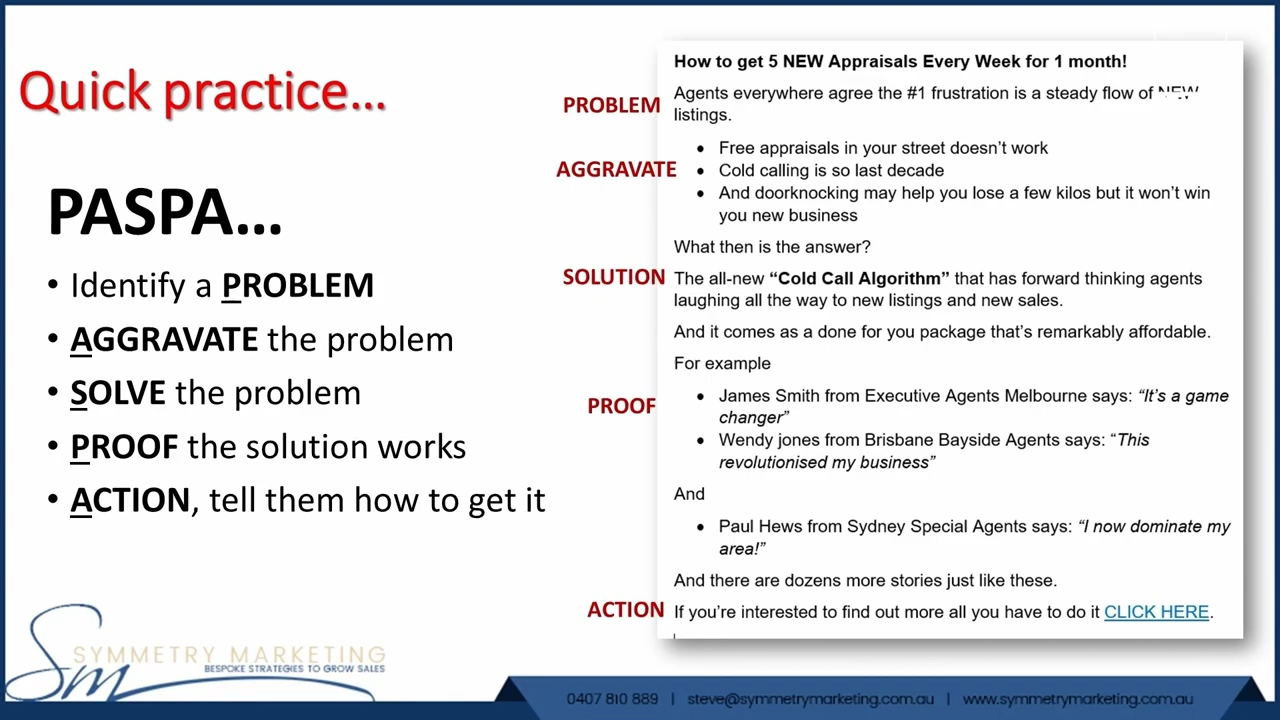 Quick practice...
PASPA...
• Identify a PROBLEM
• AGGRAVATE the problem
• SOLVE the problem
• PROOF the solution works
• ACTION, tell them how to get it
PROBLEM
AGGRAVATE
SOLUTION
PROOF
ACTION
How to get 5 NEW Appraisals Every Week for 1 month!
Agents everywhere agree the #1 frustration is a steady flow of NEW
listings.
• Free appraisals in your street doesn’t work
• Cold calling is so last decade
• And doorknocking may help you lose a few kilos but it won’t win
you new business
What then is the answer?
The all-new “Cold Call Algorithm” that has forward thinking agents
laughing all the way to new listings and new sales.
And it comes as a done for you package that’s remarkably affordable.
For example
• James Smith from Executive Agents Melbourne says: “It’s a game
changer”
• Wendy jones from Brisbane Bayside Agents says: “This
revolutionised my business”
And
• Paul Hews from Sydney Special Agents says: “I now dominate my
area!”
And there are dozens more stories just like these.
If you’re interested to find out more all you have to do it CLICK HERE.
Sm
SYMMETRY MARKETING
BESPOKE STRATEGIES TO GROW SALES
0407 810 889 | steve@symmetrymarketing.com.au | www.symmetrymarketing.com.au